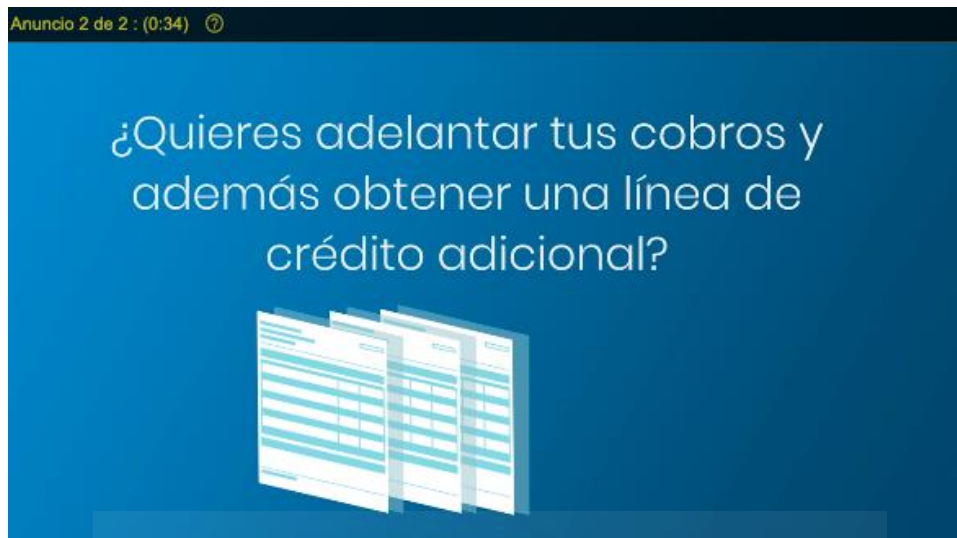 Anuncio 2 de 2 : (0:34)
¿Quieres adelantar tus cobros y
además obtener una línea de
crédito adicional?